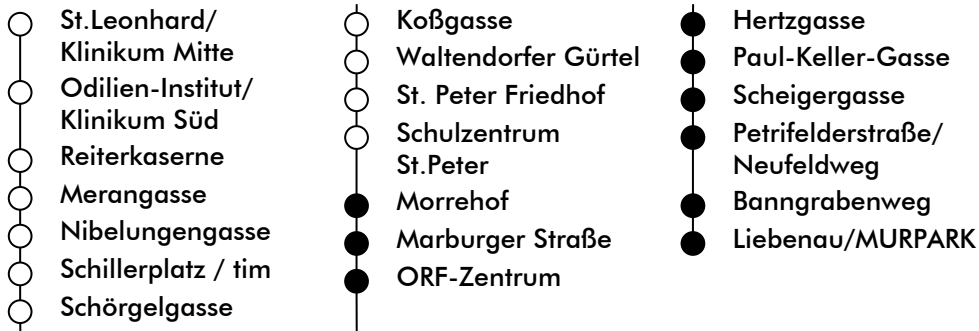 St.Leonhard/
Klinikum Mitte
Odilien-Institut/
Klinikum Süd
Reiterkaserne
Merangasse
Nibelungengasse
Schillerplatz / tim
Schörgelgasse
Koßgasse
Waltendorfer Gürtel
St. Peter Friedhof
Schulzentrum
St.Peter
Morrehof
Marburger Straße
ORF-Zentrum
Hertzgasse
Paul-Keller-Gasse
Scheigergasse
Petrifelderstraße/
Neufeldweg
Banngrabenweg
Liebenau/MURPARK